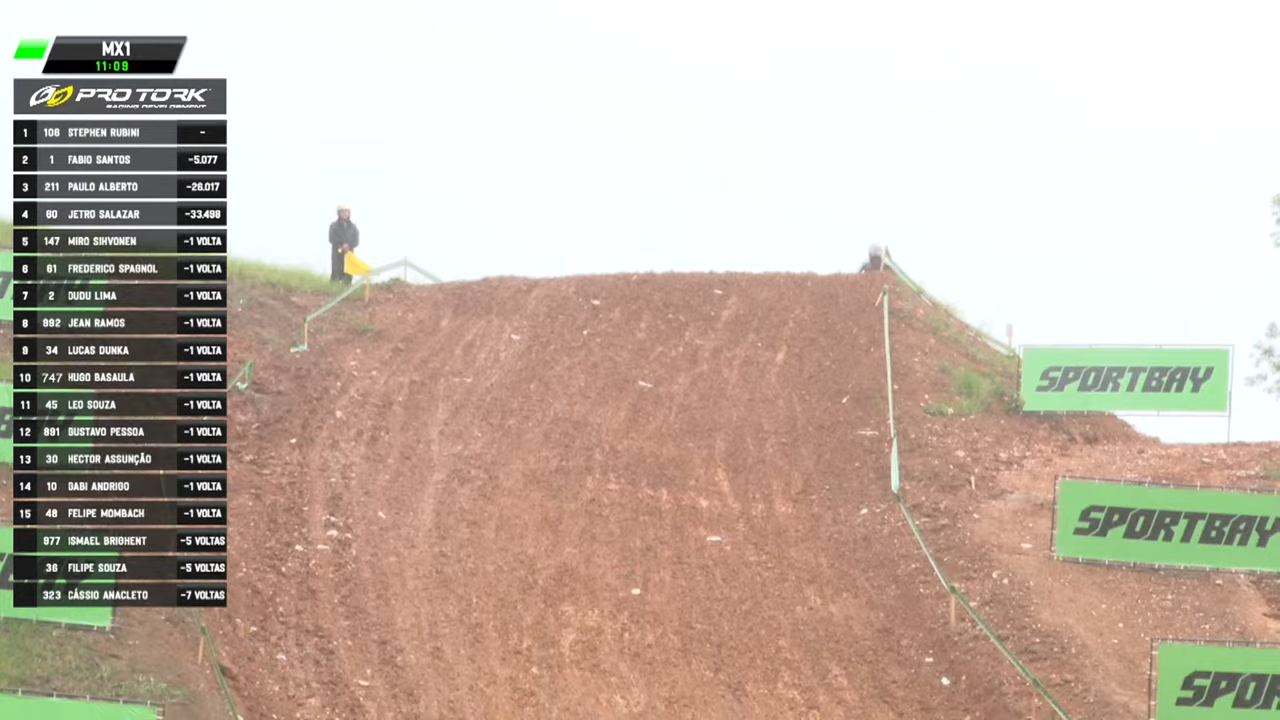 MX1
11:09
PRO TORK
RACING DEVELOPMENT
1 108 STEPHEN RUBINI -
2 1 FABIO SANTOS -5.077
3 211 PAULO ALBERTO -26.017
4 60 JETRO SALAZAR -33.498
5 147 MIRO SIHVONEN -1 VOLTA
6 61 FREDERICO SPAGNOL -1 VOLTA
7 2 DUDU LIMA -1 VOLTA
8 992 JEAN RAMOS -1 VOLTA
9 34 LUCAS DUNKA -1 VOLTA
10 747 HUGO BASAULA -1 VOLTA
11 45 LEO SOUZA -1 VOLTA
12 891 GUSTAVO PESSOA -1 VOLTA
13 30 HECTOR ASSUNÇÃO -1 VOLTA
14 10 GABI ANDRIGO -1 VOLTA
15 48 FELIPE MOMBACH -1 VOLTA
977 ISMAEL BRIGHENT -5 VOLTAS
36 FILIPE SOUZA -5 VOLTAS
323 CÁSSIO ANACLETO -7 VOLTAS
SPORTBAY
SPORTBAY
SPOR